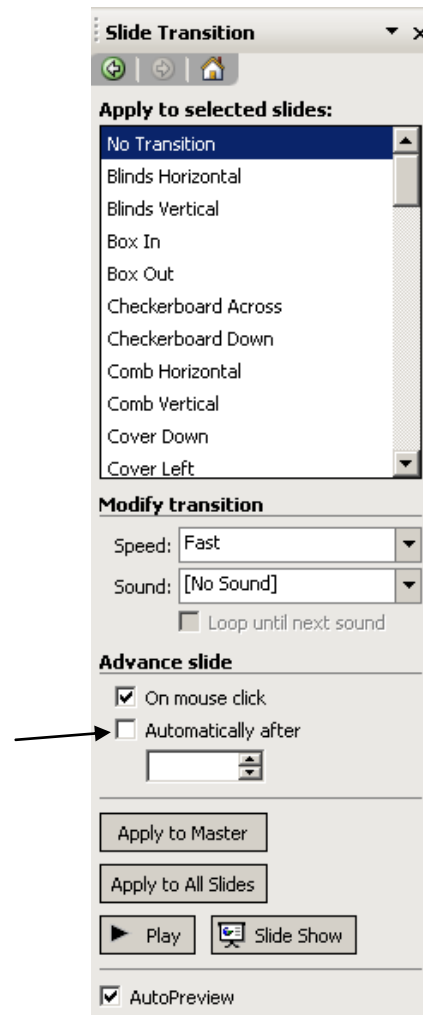 Slide Transition
Apply to selected slides:
No Transition
Blinds Horizontal
Blinds Vertical
Box In
Box Out
Checkerboard Across
Checkerboard Down
Comb Horizontal
Comb Vertical
Cover Down
Cover Left
Modify transition
Speed: Fast
Sound: [No Sound]
Loop until next sound
Advance slide
On mouse click
Automatically after
Apply to Master
Apply to All Slides
Play Slide Show
AutoPreview